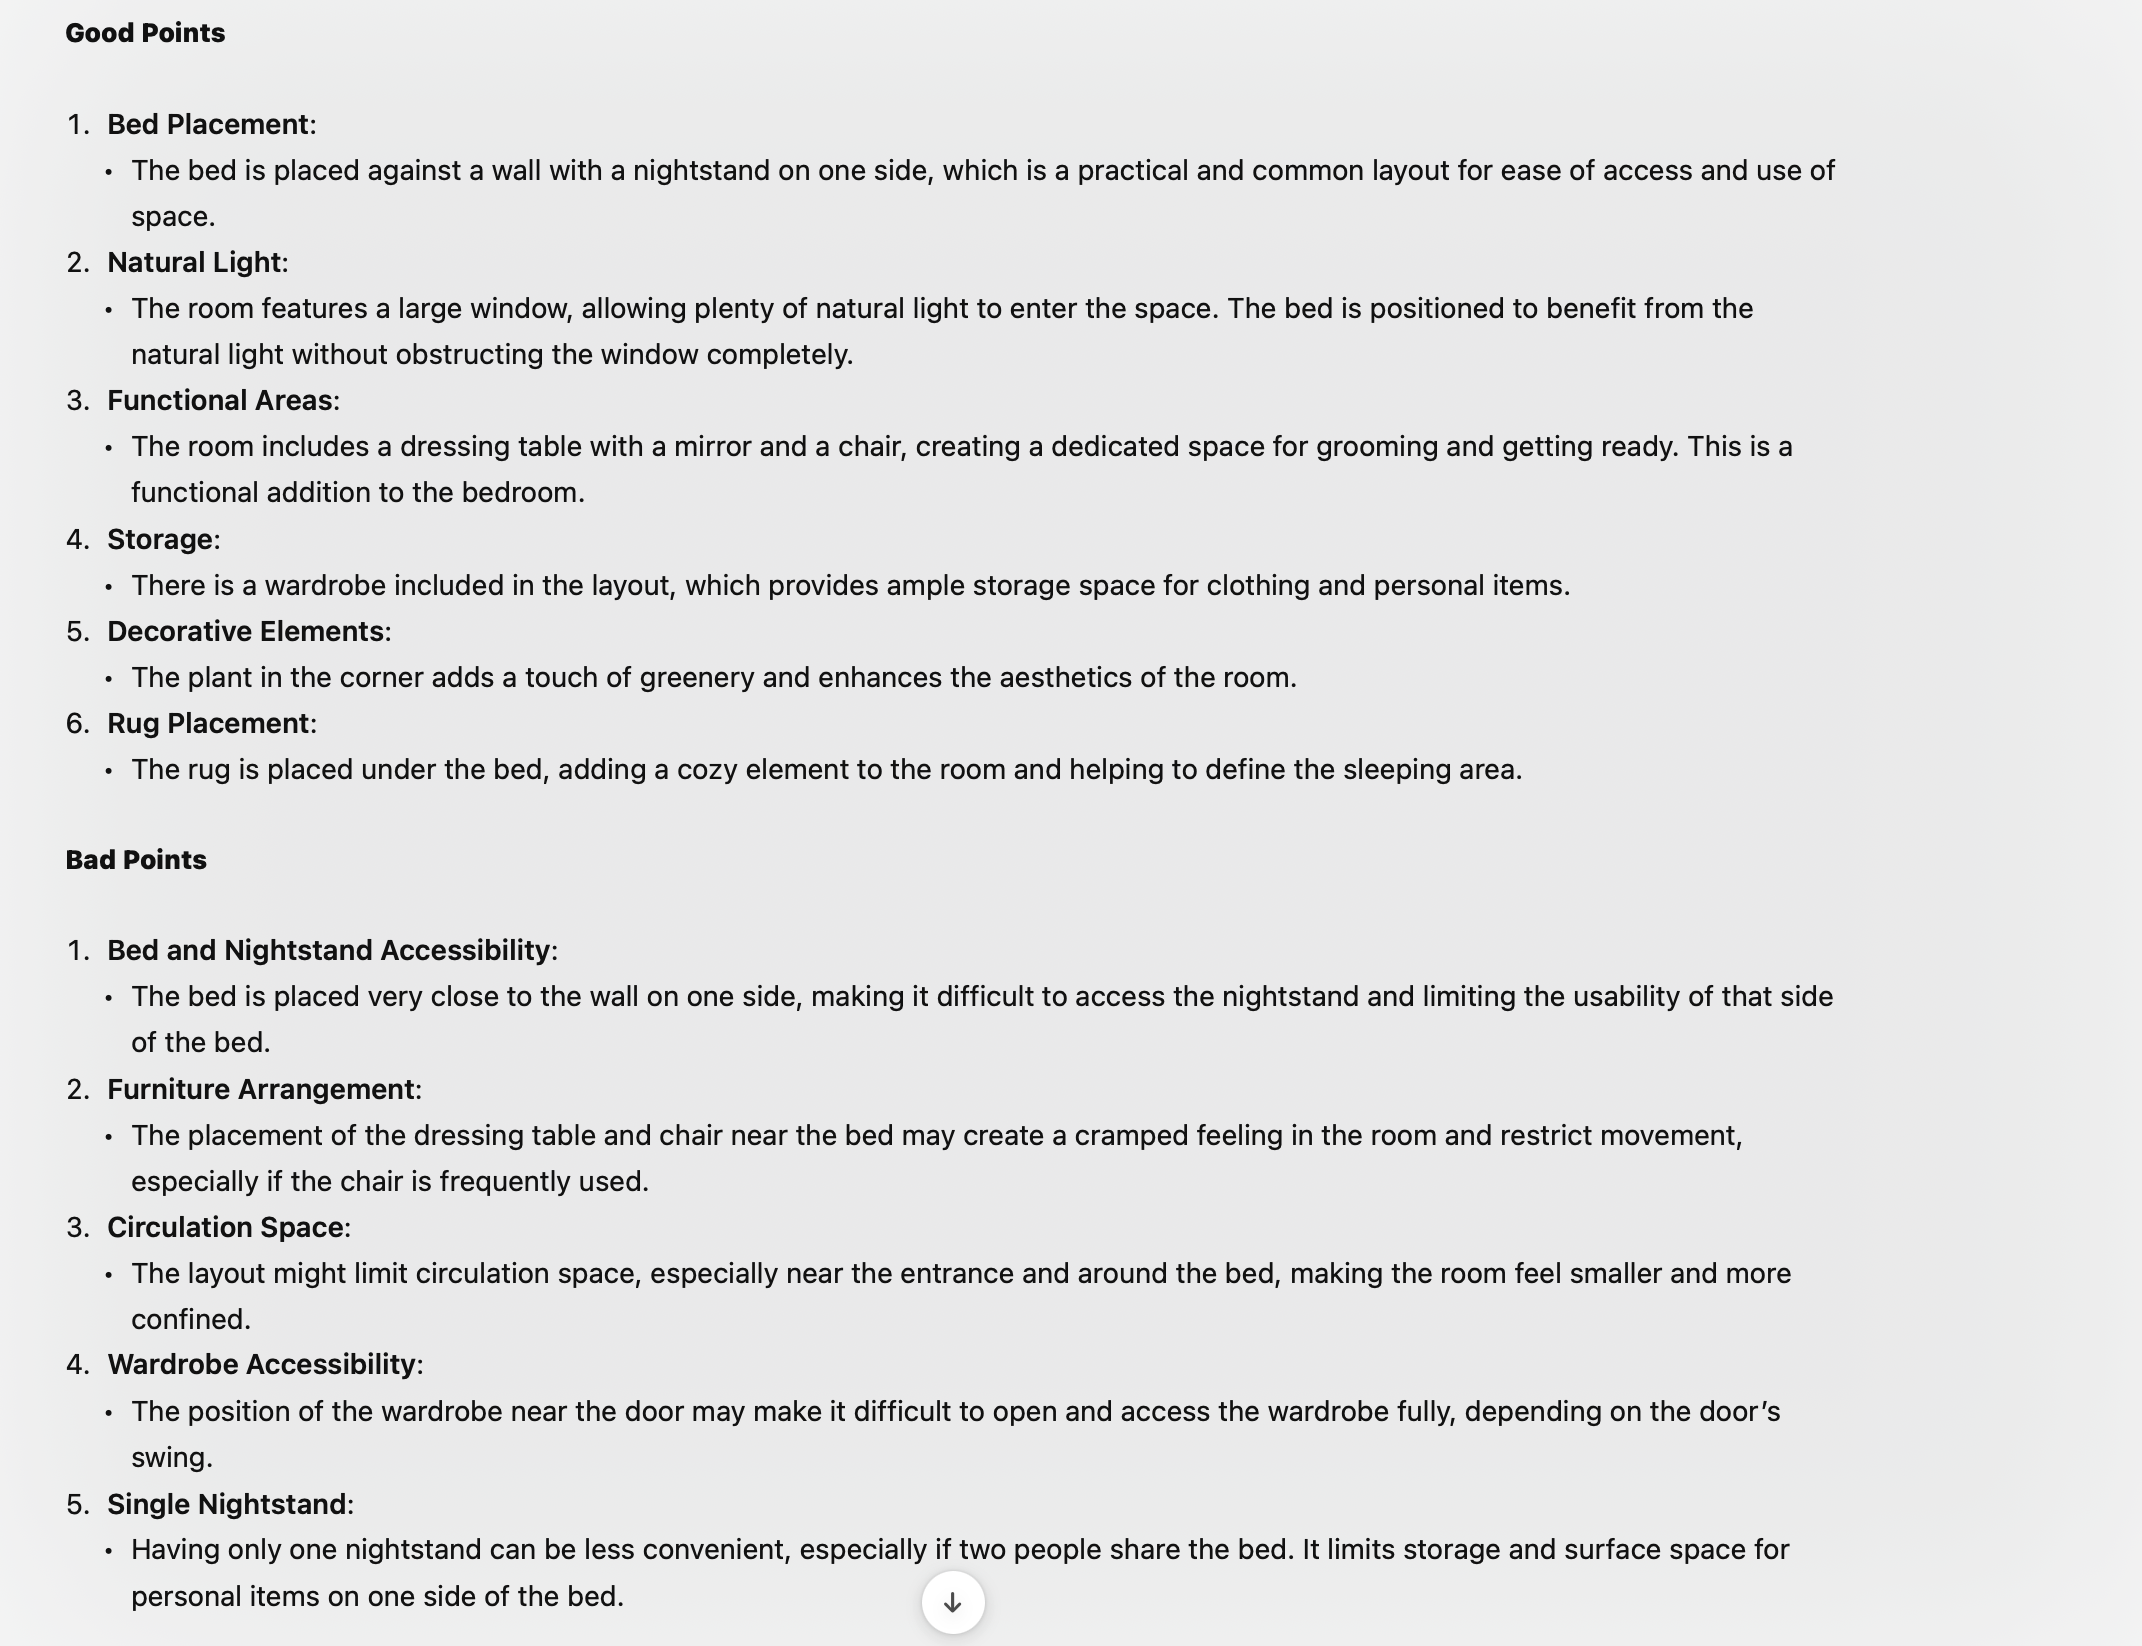 Good Points
1. Bed Placement:
• The bed is placed against a wall with a nightstand on one side, which is a practical and common layout for ease of access and use of
space.
2. Natural Light:
• The room features a large window, allowing plenty of natural light to enter the space. The bed is positioned to benefit from the
natural light without obstructing the window completely.
3. Functional Areas:
• The room includes a dressing table with a mirror and a chair, creating a dedicated space for grooming and getting ready. This is a
functional addition to the bedroom.
4. Storage:
• There is a wardrobe included in the layout, which provides ample storage space for clothing and personal items.
5. Decorative Elements:
• The plant in the corner adds a touch of greenery and enhances the aesthetics of the room.
6. Rug Placement:
• The rug is placed under the bed, adding a cozy element to the room and helping to define the sleeping area.
Bad Points
1. Bed and Nightstand Accessibility:
• The bed is placed very close to the wall on one side, making it difficult to access the nightstand and limiting the usability of that side
of the bed.
2. Furniture Arrangement:
• The placement of the dressing table and chair near the bed may create a cramped feeling in the room and restrict movement,
especially if the chair is frequently used.
3. Circulation Space:
• The layout might limit circulation space, especially near the entrance and around the bed, making the room feel smaller and more
confined.
4. Wardrobe Accessibility:
• The position of the wardrobe near the door may make it difficult to open and access the wardrobe fully, depending on the door’s
swing.
5. Single Nightstand:
• Having only one nightstand can be less convenient, especially if two people share the bed. It limits storage and surface space for
personal items on one side of the bed.